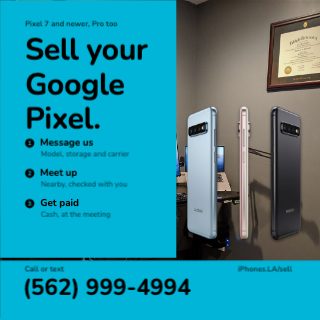 Pixel 7 and newer, Pro too
Sell your
Google
Pixel.
1 Message us
Model, storage and carrier
2 Meet up
Nearby, checked with you
3 Get paid
Cash, at the meeting
Call or text
iPhones.LA/sell
(562) 999-4994